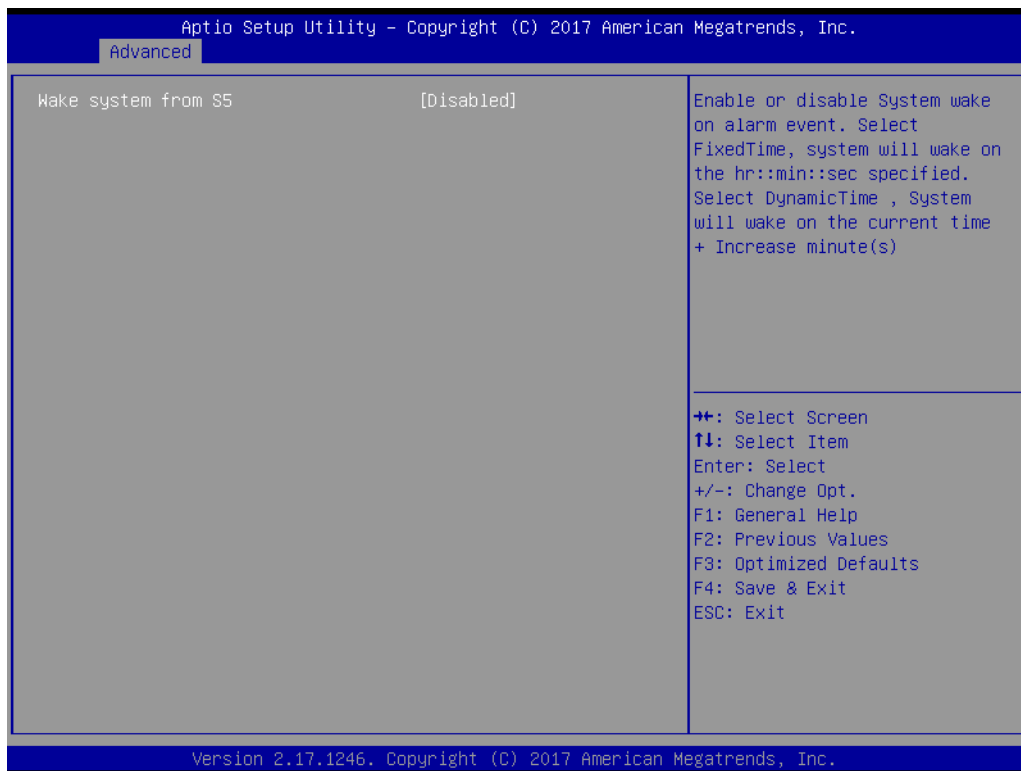 Aptio Setup Utility – Copyright (C) 2017 American Megatrends, Inc.
Advanced
Wake system from S5 [Disabled]
Enable or disable System wake
on alarm event. Select
FixedTime, system will wake on
the hr::min::sec specified.
Select DynamicTime , System
will wake on the current time
+ Increase minute(s)
→←: Select Screen
↑↓: Select Item
Enter: Select
+/-: Change Opt.
F1: General Help
F2: Previous Values
F3: Optimized Defaults
F4: Save & Exit
ESC: Exit
Version 2.17.1246. Copyright (C) 2017 American Megatrends, Inc.